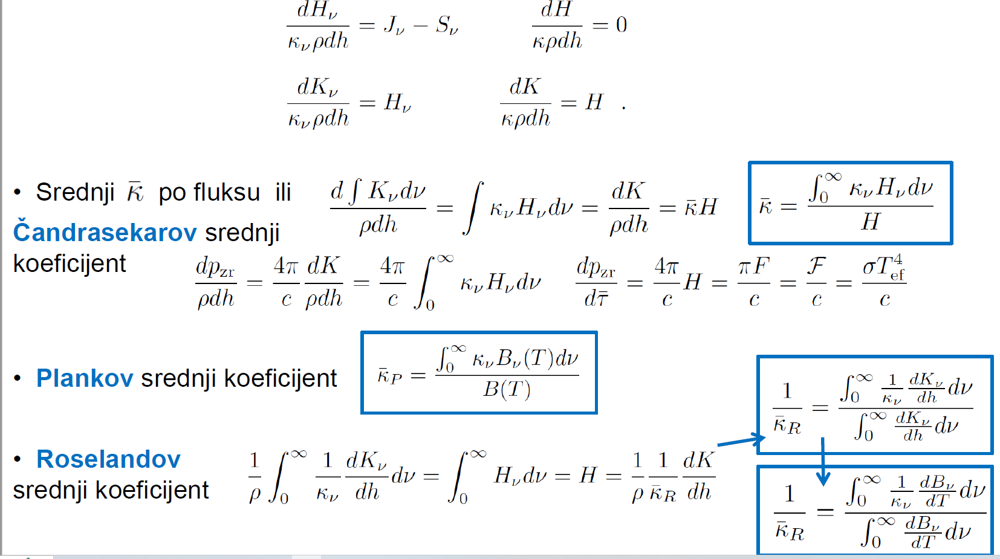 $\frac{dH_\nu}{\kappa_\nu \rho dh} = J_\nu - S_\nu \qquad \frac{dH}{\kappa \rho dh} = 0$
$\frac{dK_\nu}{\kappa_\nu \rho dh} = H_\nu \qquad \frac{dK}{\kappa \rho dh} = H \quad .$
• Srednji $\bar{\kappa}$ po fluksu ili
Čandrasekarov srednji
koeficijent
$\frac{d \int K_\nu d\nu}{\rho dh} = \int \kappa_\nu H_\nu d\nu = \frac{dK}{\rho dh} = \bar{\kappa} H$
$\bar{\kappa} = \frac{\int_0^\infty \kappa_\nu H_\nu d\nu}{H}$
$\frac{dp_{\mathrm{zr}}}{\rho dh} = \frac{4\pi}{c} \frac{dK}{\rho dh} = \frac{4\pi}{c} \int_0^\infty \kappa_\nu H_\nu d\nu \qquad \frac{dp_{\mathrm{zr}}}{d\bar{\tau}} = \frac{4\pi}{c} H = \frac{\pi F}{c} = \frac{\mathcal{F}}{c} = \frac{\sigma T_{\mathrm{ef}}^4}{c}$
• Plankov srednji koeficijent
$\bar{\kappa}_P = \frac{\int_0^\infty \kappa_\nu B_\nu(T) d\nu}{B(T)}$
• Roselandov
srednji koeficijent
$\frac{1}{\rho} \int_0^\infty \frac{1}{\kappa_\nu} \frac{dK_\nu}{dh} d\nu = \int_0^\infty H_\nu d\nu = H = \frac{1}{\rho} \frac{1}{\bar{\kappa}_R} \frac{dK}{dh}$
$\frac{1}{\bar{\kappa}_R} = \frac{\int_0^\infty \frac{1}{\kappa_\nu} \frac{dK_\nu}{dh} d\nu}{\int_0^\infty \frac{dK_\nu}{dh} d\nu}$
$\frac{1}{\bar{\kappa}_R} = \frac{\int_0^\infty \frac{1}{\kappa_\nu} \frac{dB_\nu}{dT} d\nu}{\int_0^\infty \frac{dB_\nu}{dT} d\nu}$